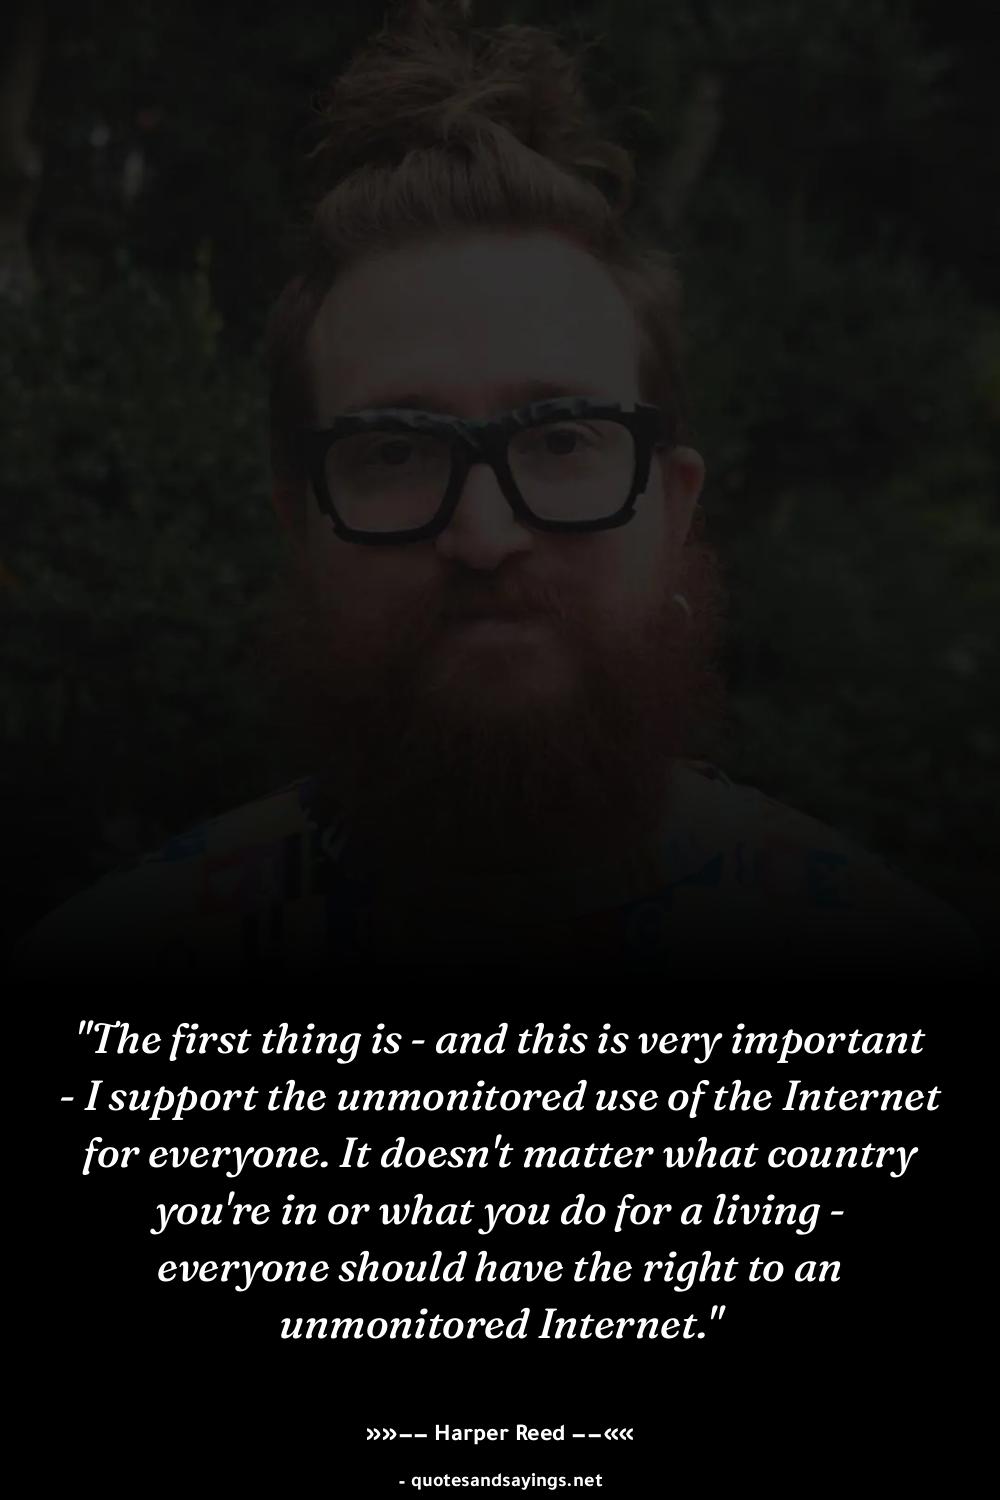 "The first thing is - and this is very important
- I support the unmonitored use of the Internet
for everyone. It doesn't matter what country
you're in or what you do for a living -
everyone should have the right to an
unmonitored Internet."
»»−− Harper Reed −−««
- quotesandsayings.net